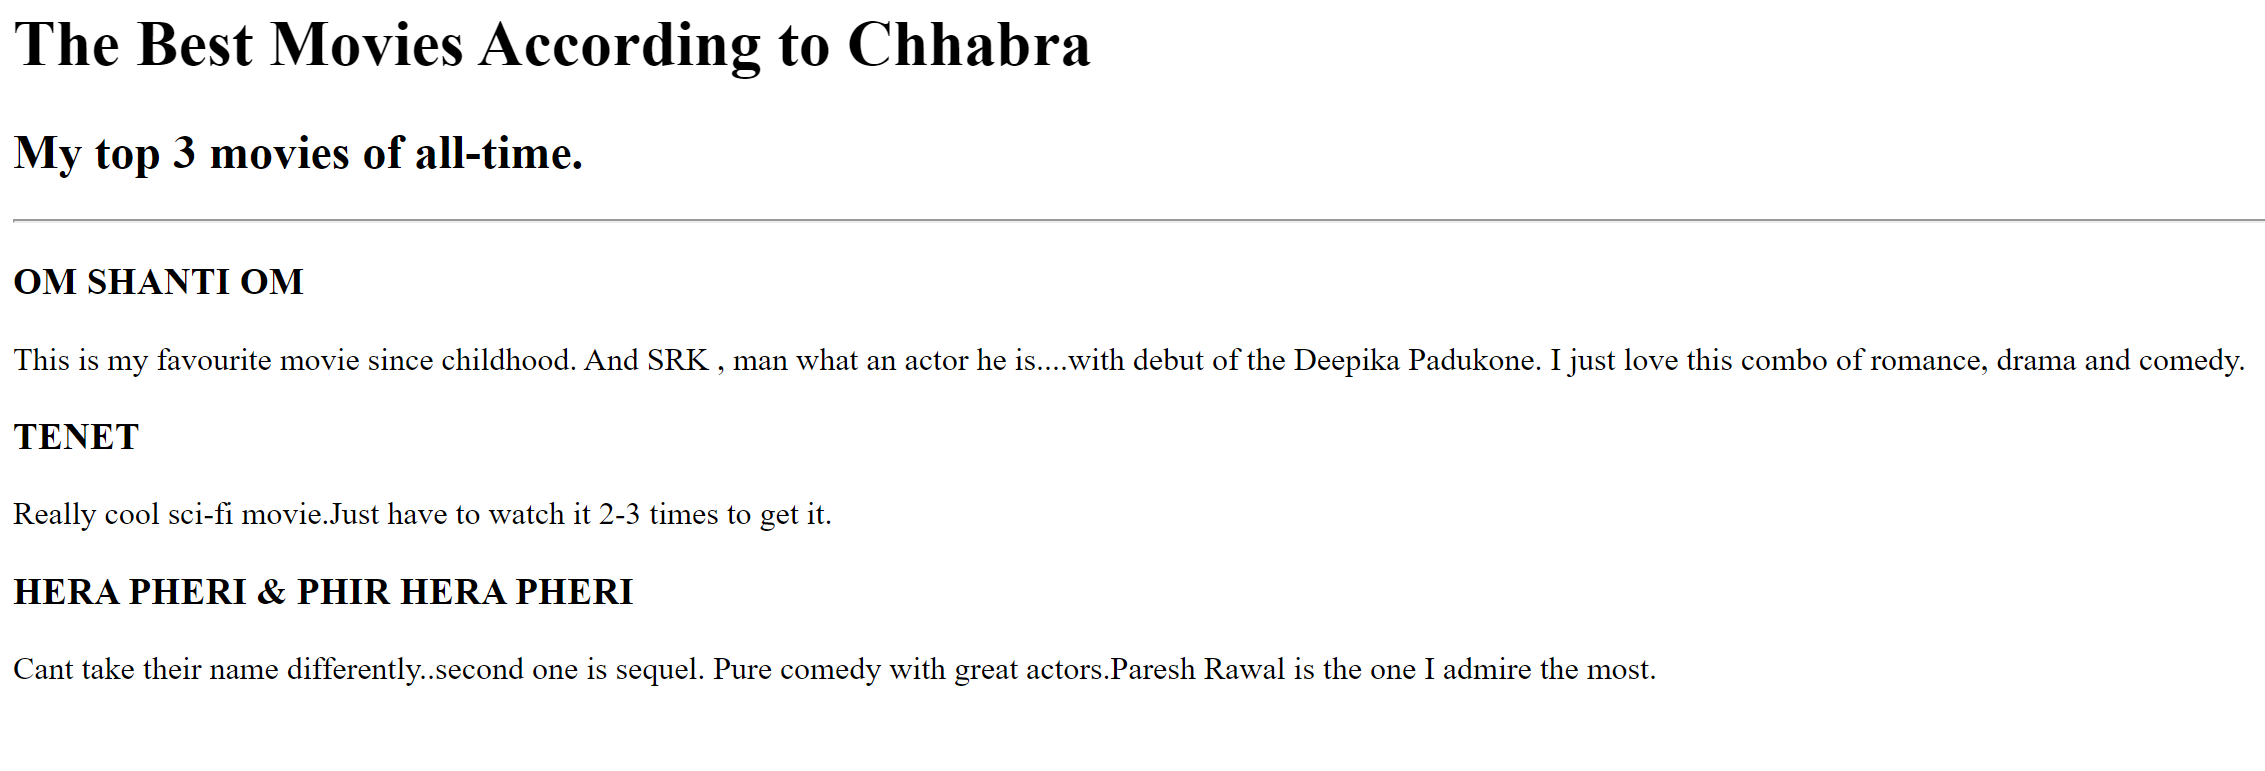 The Best Movies According to Chhabra
My top 3 movies of all-time.
OM SHANTI OM
This is my favourite movie since childhood. And SRK , man what an actor he is....with debut of the Deepika Padukone. I just love this combo of romance, drama and comedy.
TENET
Really cool sci-fi movie.Just have to watch it 2-3 times to get it.
HERA PHERI & PHIR HERA PHERI
Cant take their name differently..second one is sequel. Pure comedy with great actors.Paresh Rawal is the one I admire the most.